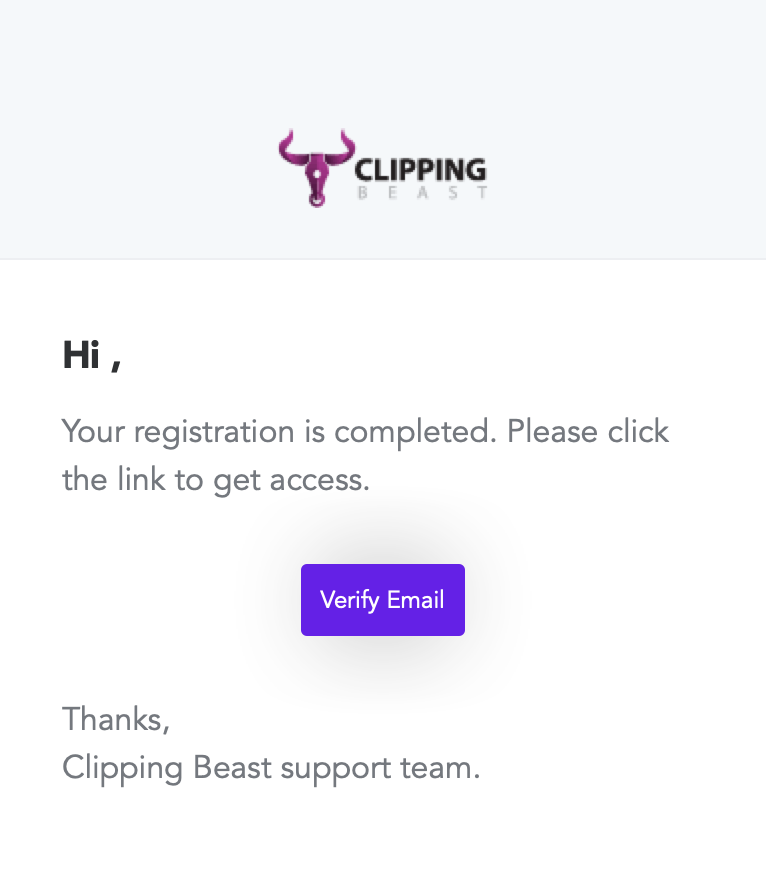 CLIPPING
BEAST
Hi ,
Your registration is completed. Please click
the link to get access.
Verify Email
Thanks,
Clipping Beast support team.